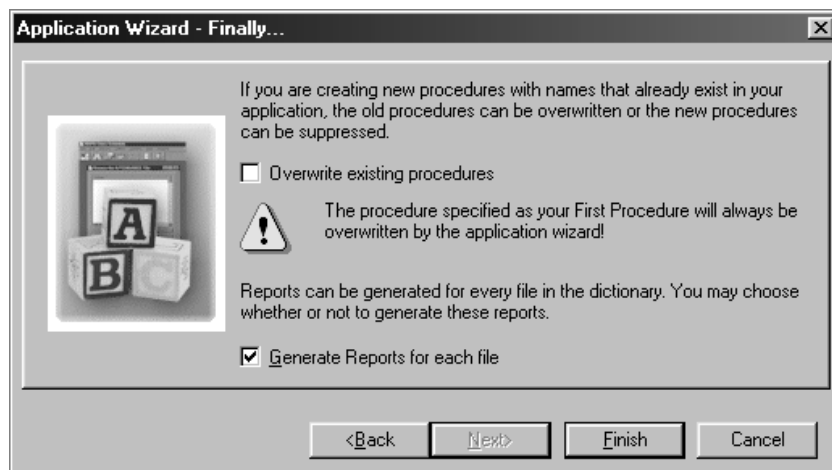 Application Wizard - Finally...
If you are creating new procedures with names that already exist in your
application, the old procedures can be overwritten or the new procedures
can be suppressed.
Overwrite existing procedures
The procedure specified as your First Procedure will always be
overwritten by the application wizard!
A
B C
Reports can be generated for every file in the dictionary. You may choose
whether or not to generate these reports.
Generate Reports for each file
<Back Next> Finish Cancel